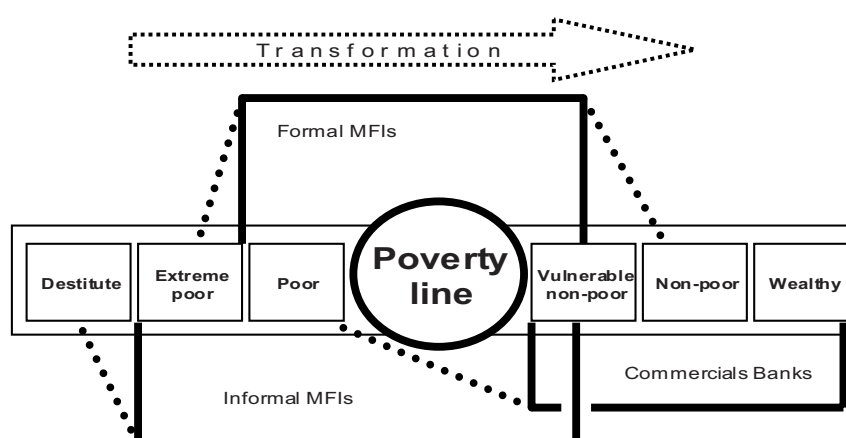 Transformation
Formal MFIs
Destitute
Extreme
poor
Poor
Poverty
line
Vulnerable
non-poor
Non-poor
Wealthy
Informal MFIs
Commercials Banks